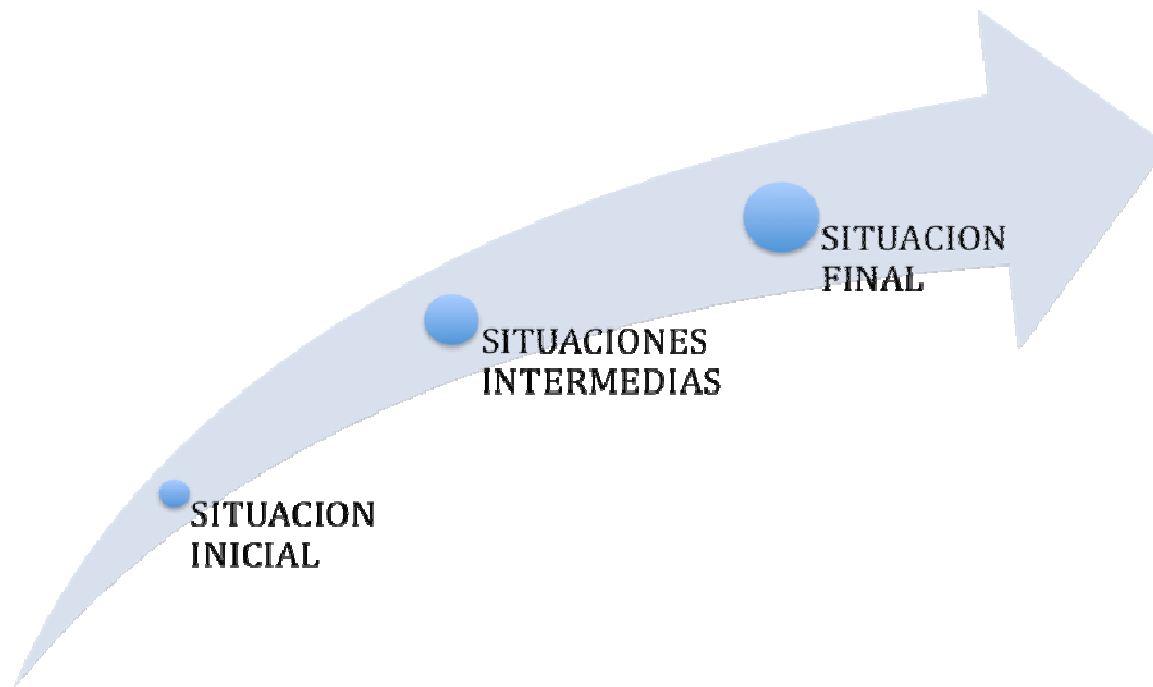 SITUACION
INICIAL
SITUACIONES
INTERMEDIAS
SITUACION
FINAL